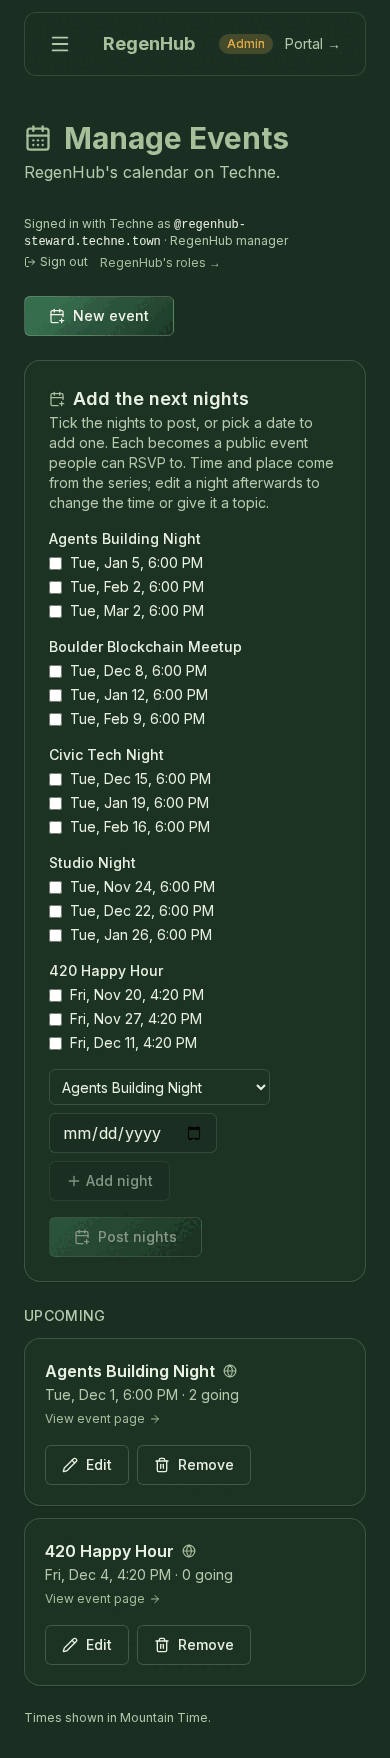 RegenHub Admin Portal →
Manage Events
RegenHub's calendar on Techne.
Signed in with Techne as @regenhub-
steward.techne.town · RegenHub manager
Sign out RegenHub's roles →
New event
Add the next nights
Tick the nights to post, or pick a date to
add one. Each becomes a public event
people can RSVP to. Time and place come
from the series; edit a night afterwards to
change the time or give it a topic.
Agents Building Night
Tue, Jan 5, 6:00 PM
Tue, Feb 2, 6:00 PM
Tue, Mar 2, 6:00 PM
Boulder Blockchain Meetup
Tue, Dec 8, 6:00 PM
Tue, Jan 12, 6:00 PM
Tue, Feb 9, 6:00 PM
Civic Tech Night
Tue, Dec 15, 6:00 PM
Tue, Jan 19, 6:00 PM
Tue, Feb 16, 6:00 PM
Studio Night
Tue, Nov 24, 6:00 PM
Tue, Dec 22, 6:00 PM
Tue, Jan 26, 6:00 PM
420 Happy Hour
Fri, Nov 20, 4:20 PM
Fri, Nov 27, 4:20 PM
Fri, Dec 11, 4:20 PM
Agents Building Night
mm/dd/yyyy
Add night
Post nights
UPCOMING
Agents Building Night
Tue, Dec 1, 6:00 PM · 2 going
View event page →
Edit Remove
420 Happy Hour
Fri, Dec 4, 4:20 PM · 0 going
View event page →
Edit Remove
Times shown in Mountain Time.